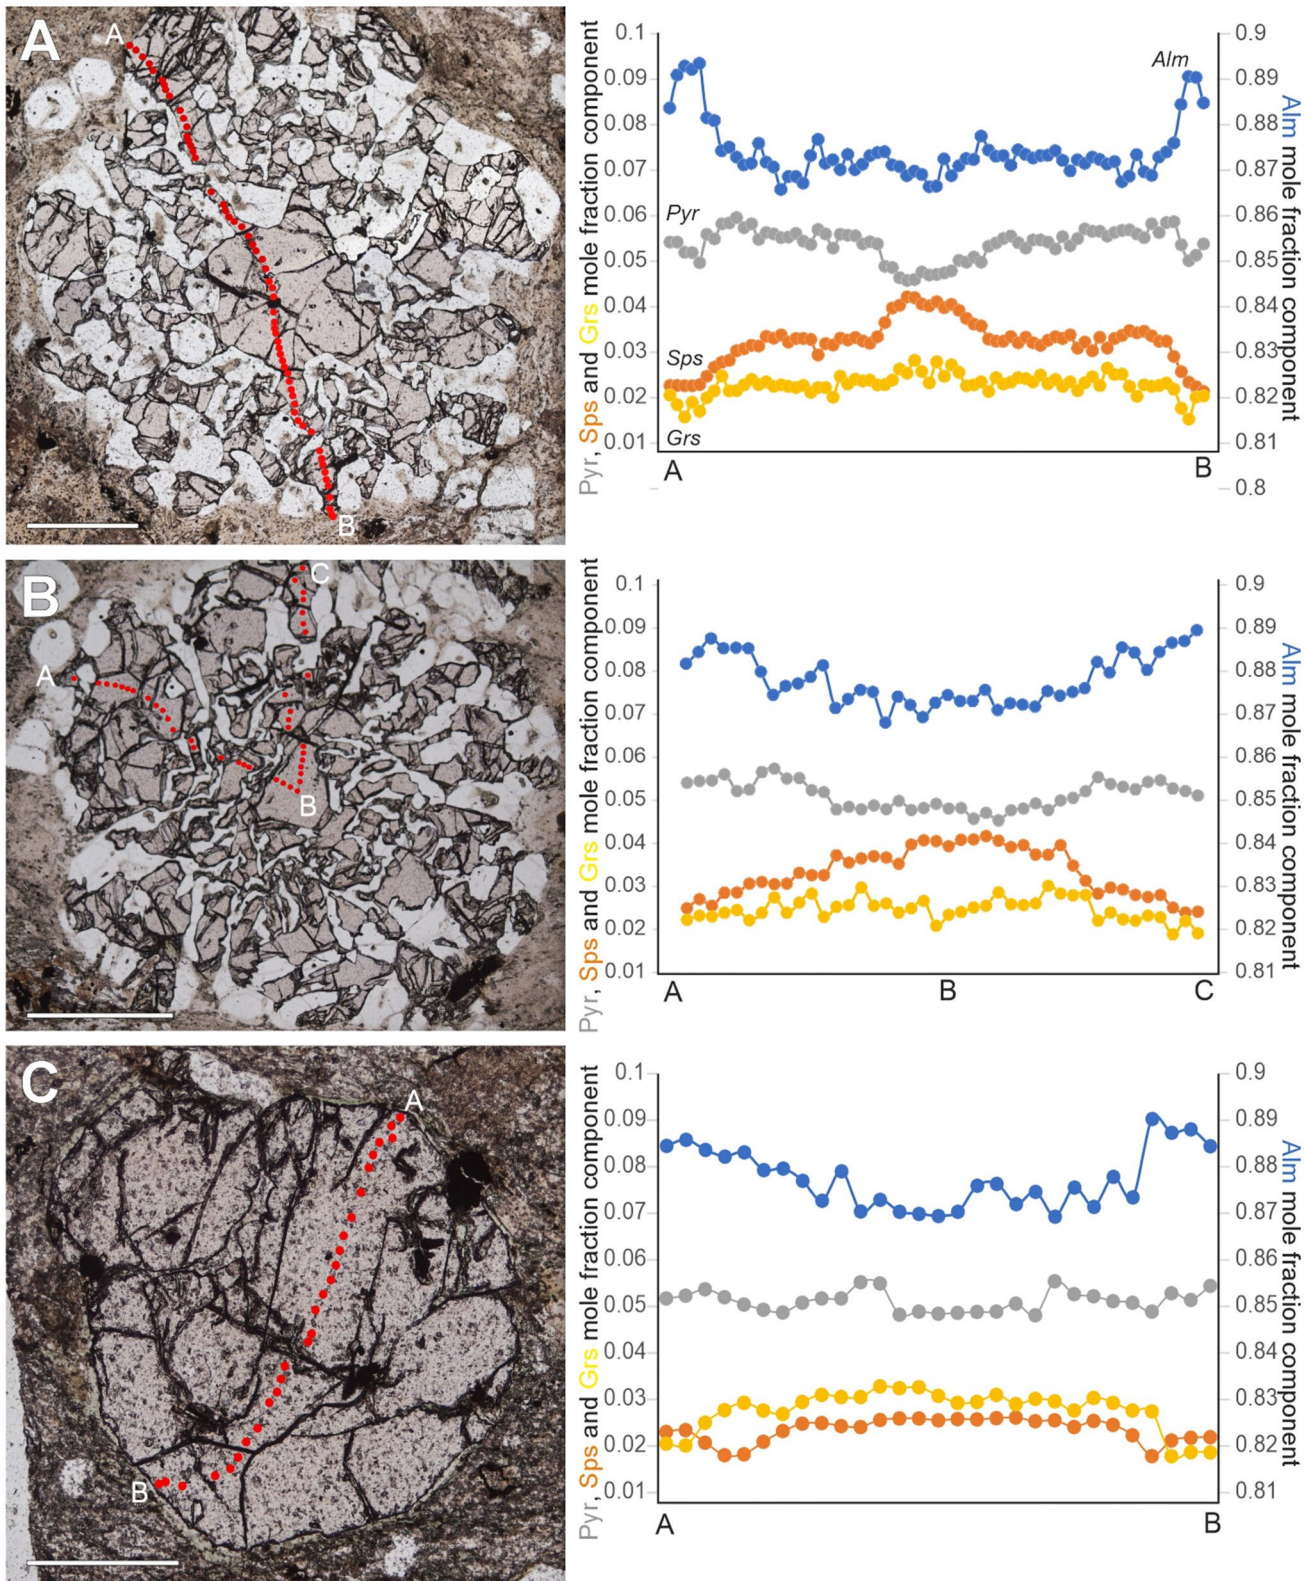 A
A
B
Pyr, Sps and Grs mole fraction component
0.1
0.09
0.08
0.07
0.06
0.05
0.04
0.03
0.02
0.01
Alm
Pyr
Sps
Grs
A
B
0.9
0.89
0.88
0.87
0.86
0.85
0.84
0.83
0.82
0.81
0.8
Alm mole fraction component
B
A
B
C
Pyr, Sps and Grs mole fraction component
0.1
0.09
0.08
0.07
0.06
0.05
0.04
0.03
0.02
0.01
A
B
C
0.9
0.89
0.88
0.87
0.86
0.85
0.84
0.83
0.82
0.81
Alm mole fraction component
C
A
B
Pyr, Sps and Grs mole fraction component
0.1
0.09
0.08
0.07
0.06
0.05
0.04
0.03
0.02
0.01
A
B
0.9
0.89
0.88
0.87
0.86
0.85
0.84
0.83
0.82
0.81
Alm mole fraction component